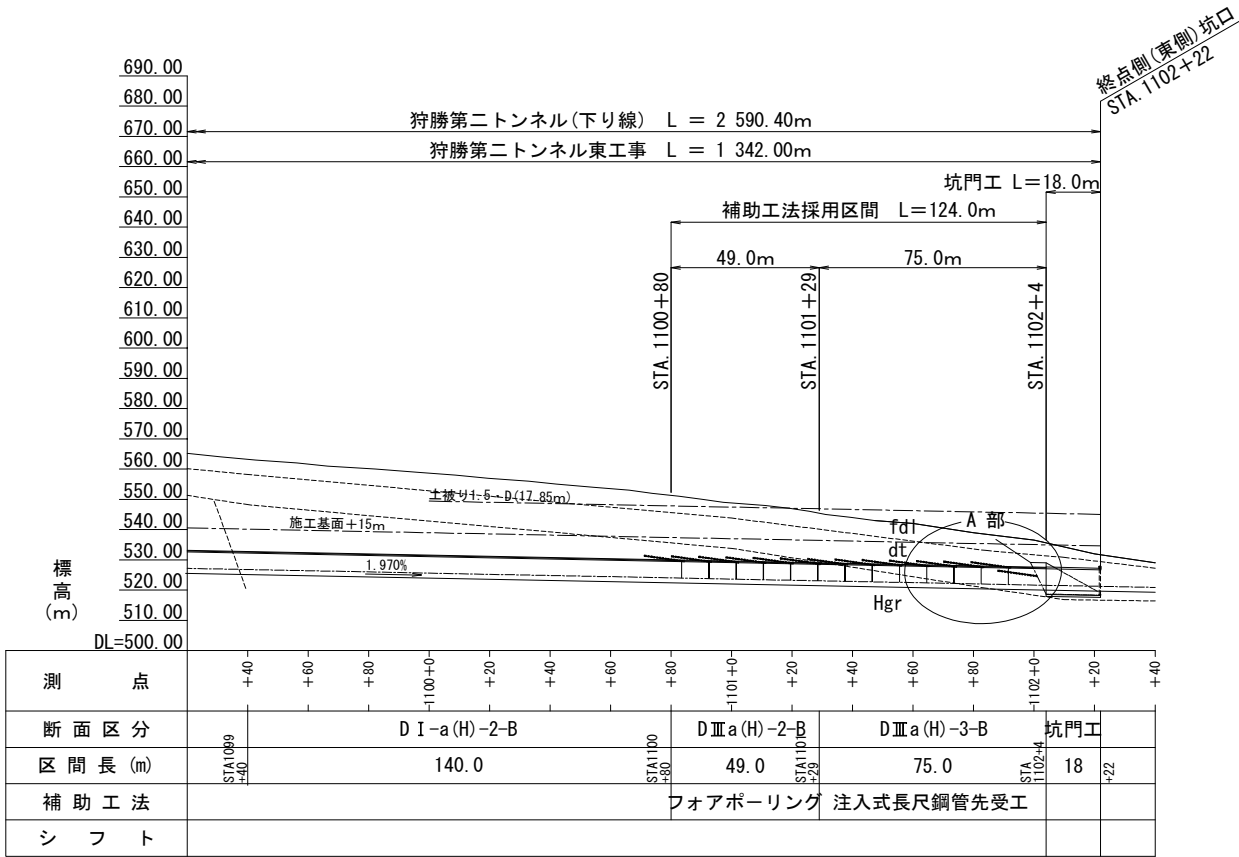 終点側(東側)坑口
STA.1102+22
690.00
680.00
670.00
660.00
650.00
640.00
630.00
620.00
610.00
600.00
590.00
580.00
570.00
560.00
550.00
540.00
530.00
520.00
510.00
DL=500.00
標高(m)
狩勝第二トンネル(下り線) L = 2 590.40m
狩勝第二トンネル東工事 L = 1 342.00m
坑門工 L=18.0m
補助工法採用区間 L=124.0m
49.0m
75.0m
STA.1100+80
STA.1101+29
STA.1102+4
土被り1.5・D(17.85m)
施工基面+15m
1.970%
fdl
A 部
dt
Hgr
測点
+40
+60
+80
1100+0
+20
+40
+60
+80
1101+0
+20
+40
+60
+80
1102+0
+20
+40
断面区分
DⅠ-a(H)-2-B
DⅢa(H)-2-B
DⅢa(H)-3-B
坑門工
区間長(m)
STA1099
+40
140.0
STA1100
+80
49.0
STA1101
+29
75.0
STA
1102+4
18
+22
補助工法
フォアポーリング
注入式長尺鋼管先受工
シフト